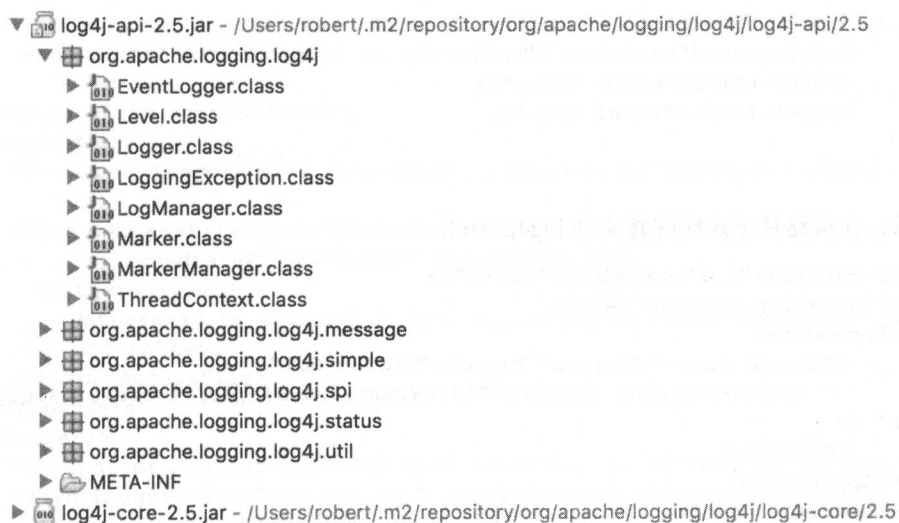 log4j-api-2.5.jar - /Users/robert/.m2/repository/org/apache/logging/log4j/log4j-api/2.5
org.apache.logging.log4j
EventLogger.class
Level.class
Logger.class
LoggingException.class
LogManager.class
Marker.class
MarkerManager.class
ThreadContext.class
org.apache.logging.log4j.message
org.apache.logging.log4j.simple
org.apache.logging.log4j.spi
org.apache.logging.log4j.status
org.apache.logging.log4j.util
META-INF
log4j-core-2.5.jar - /Users/robert/.m2/repository/org/apache/logging/log4j/log4j-core/2.5